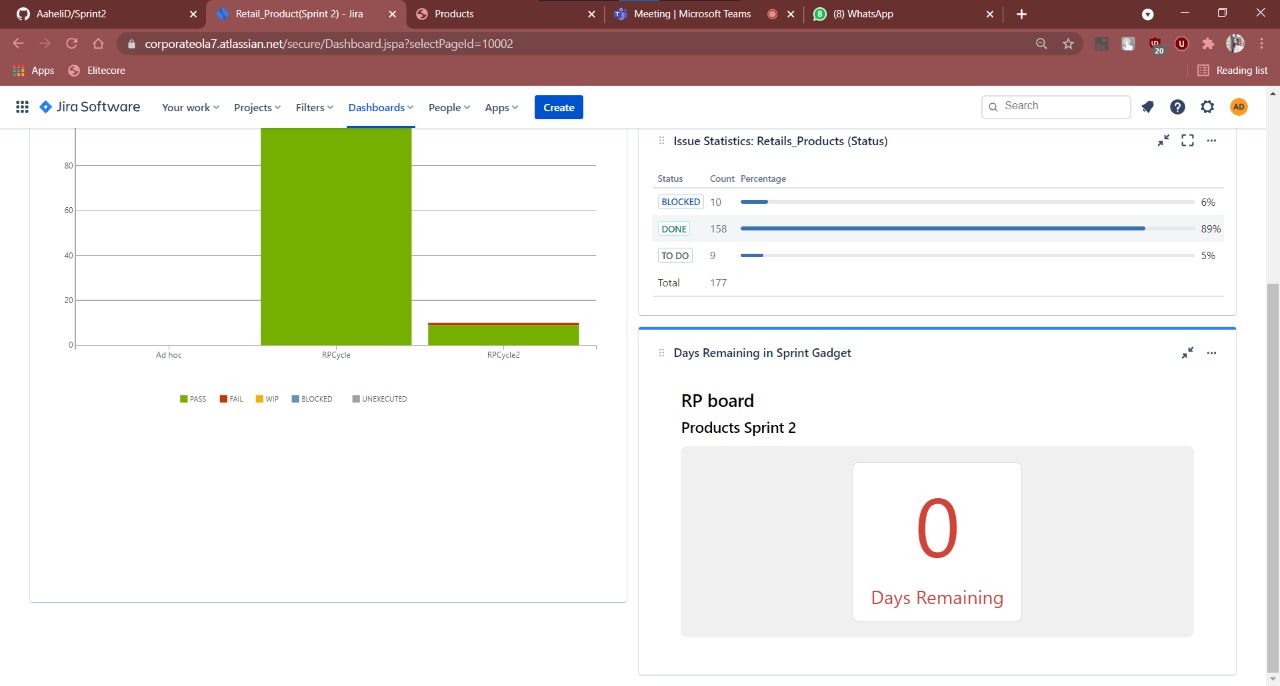 AaheliD/Sprint2
Retail_Product(Sprint 2) - Jira
Products
Meeting | Microsoft Teams
8
(8) WhatsApp
corporateola7.atlassian.net/secure/Dashboard.jspa?selectPageId=10002
20
Apps
Elitecore
Reading list
Jira Software
Your work
Projects
Filters
Dashboards
People
Apps
Create
Search
AD
80
60
40
20
0
Ad hoc
RPCycle
RPCycle2
PASS
FAIL
WIP
BLOCKED
UNEXECUTED
Issue Statistics: Retails_Products (Status)
Status Count Percentage
BLOCKED 10 6%
DONE 158 89%
TO DO 9 5%
Total 177
Days Remaining in Sprint Gadget
RP board
Products Sprint 2
0
Days Remaining